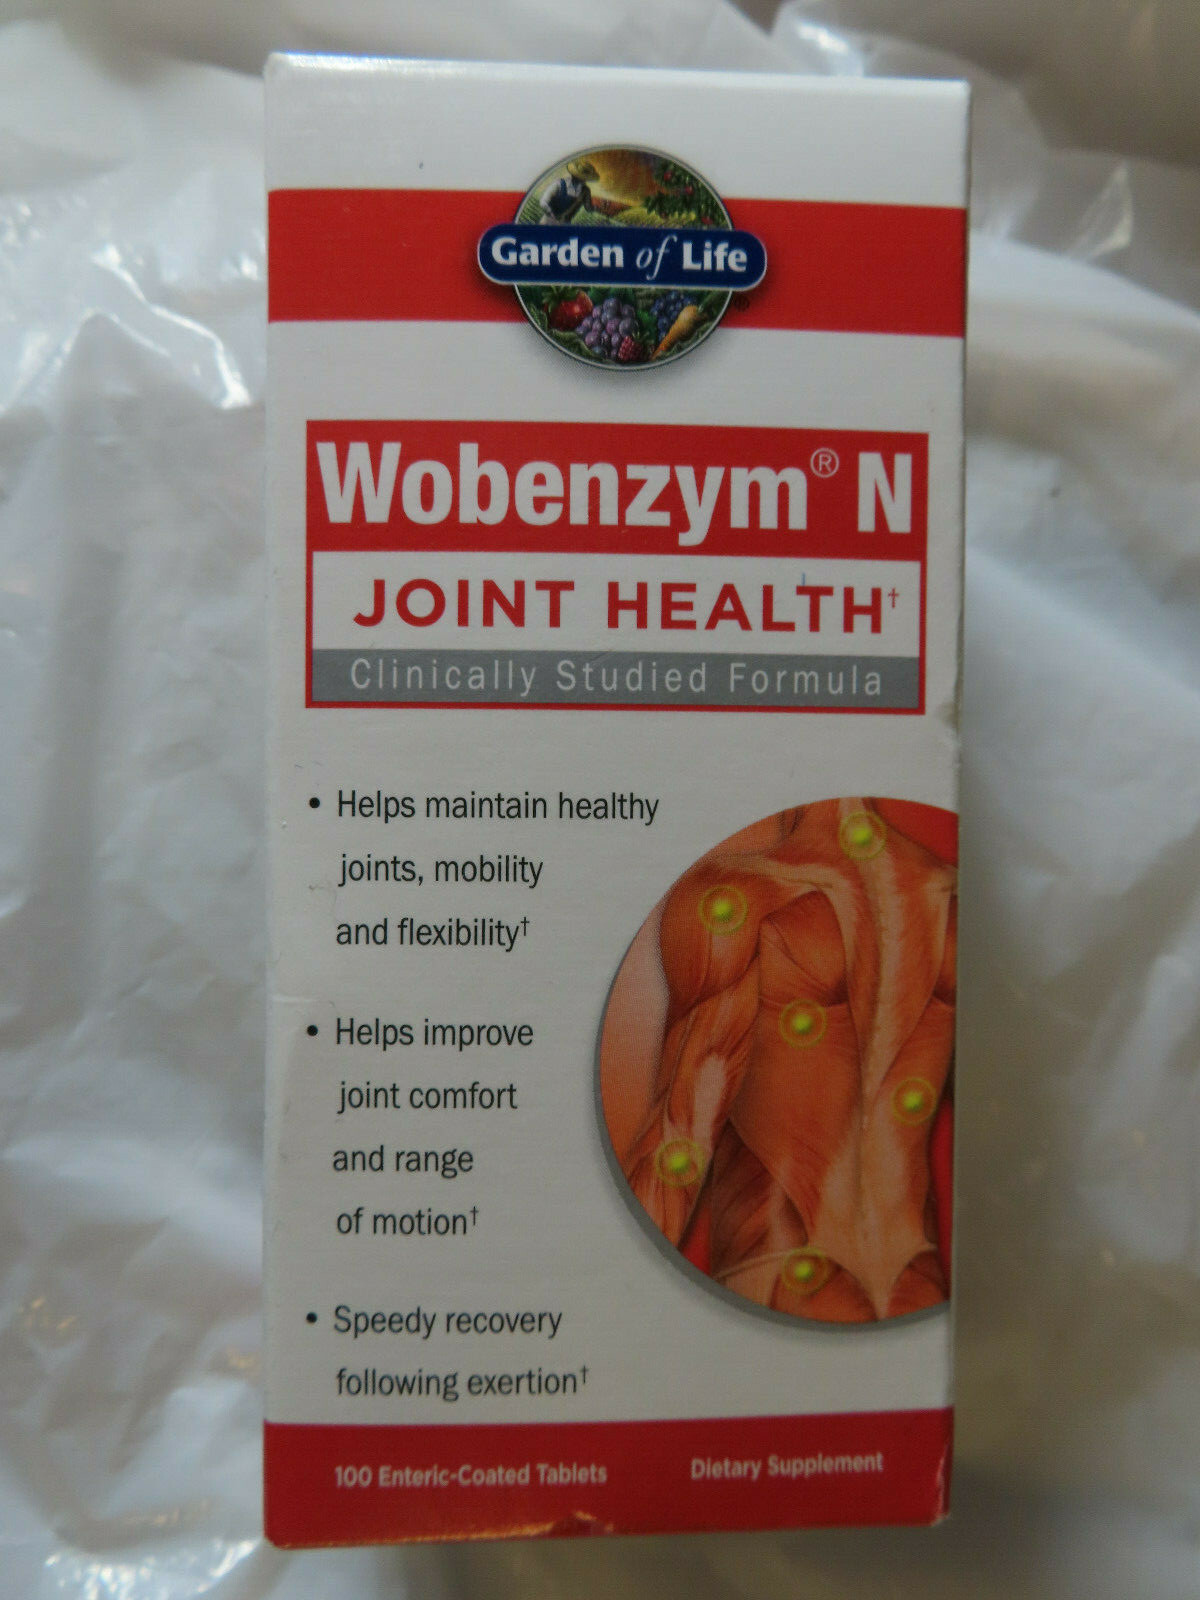 Garden of Life
®
Wobenzym® N
JOINT HEALTH†
Clinically Studied Formula
• Helps maintain healthy
joints, mobility
and flexibility†
• Helps improve
joint comfort
and range
of motion†
• Speedy recovery
following exertion†
100 Enteric-Coated Tablets Dietary Supplement